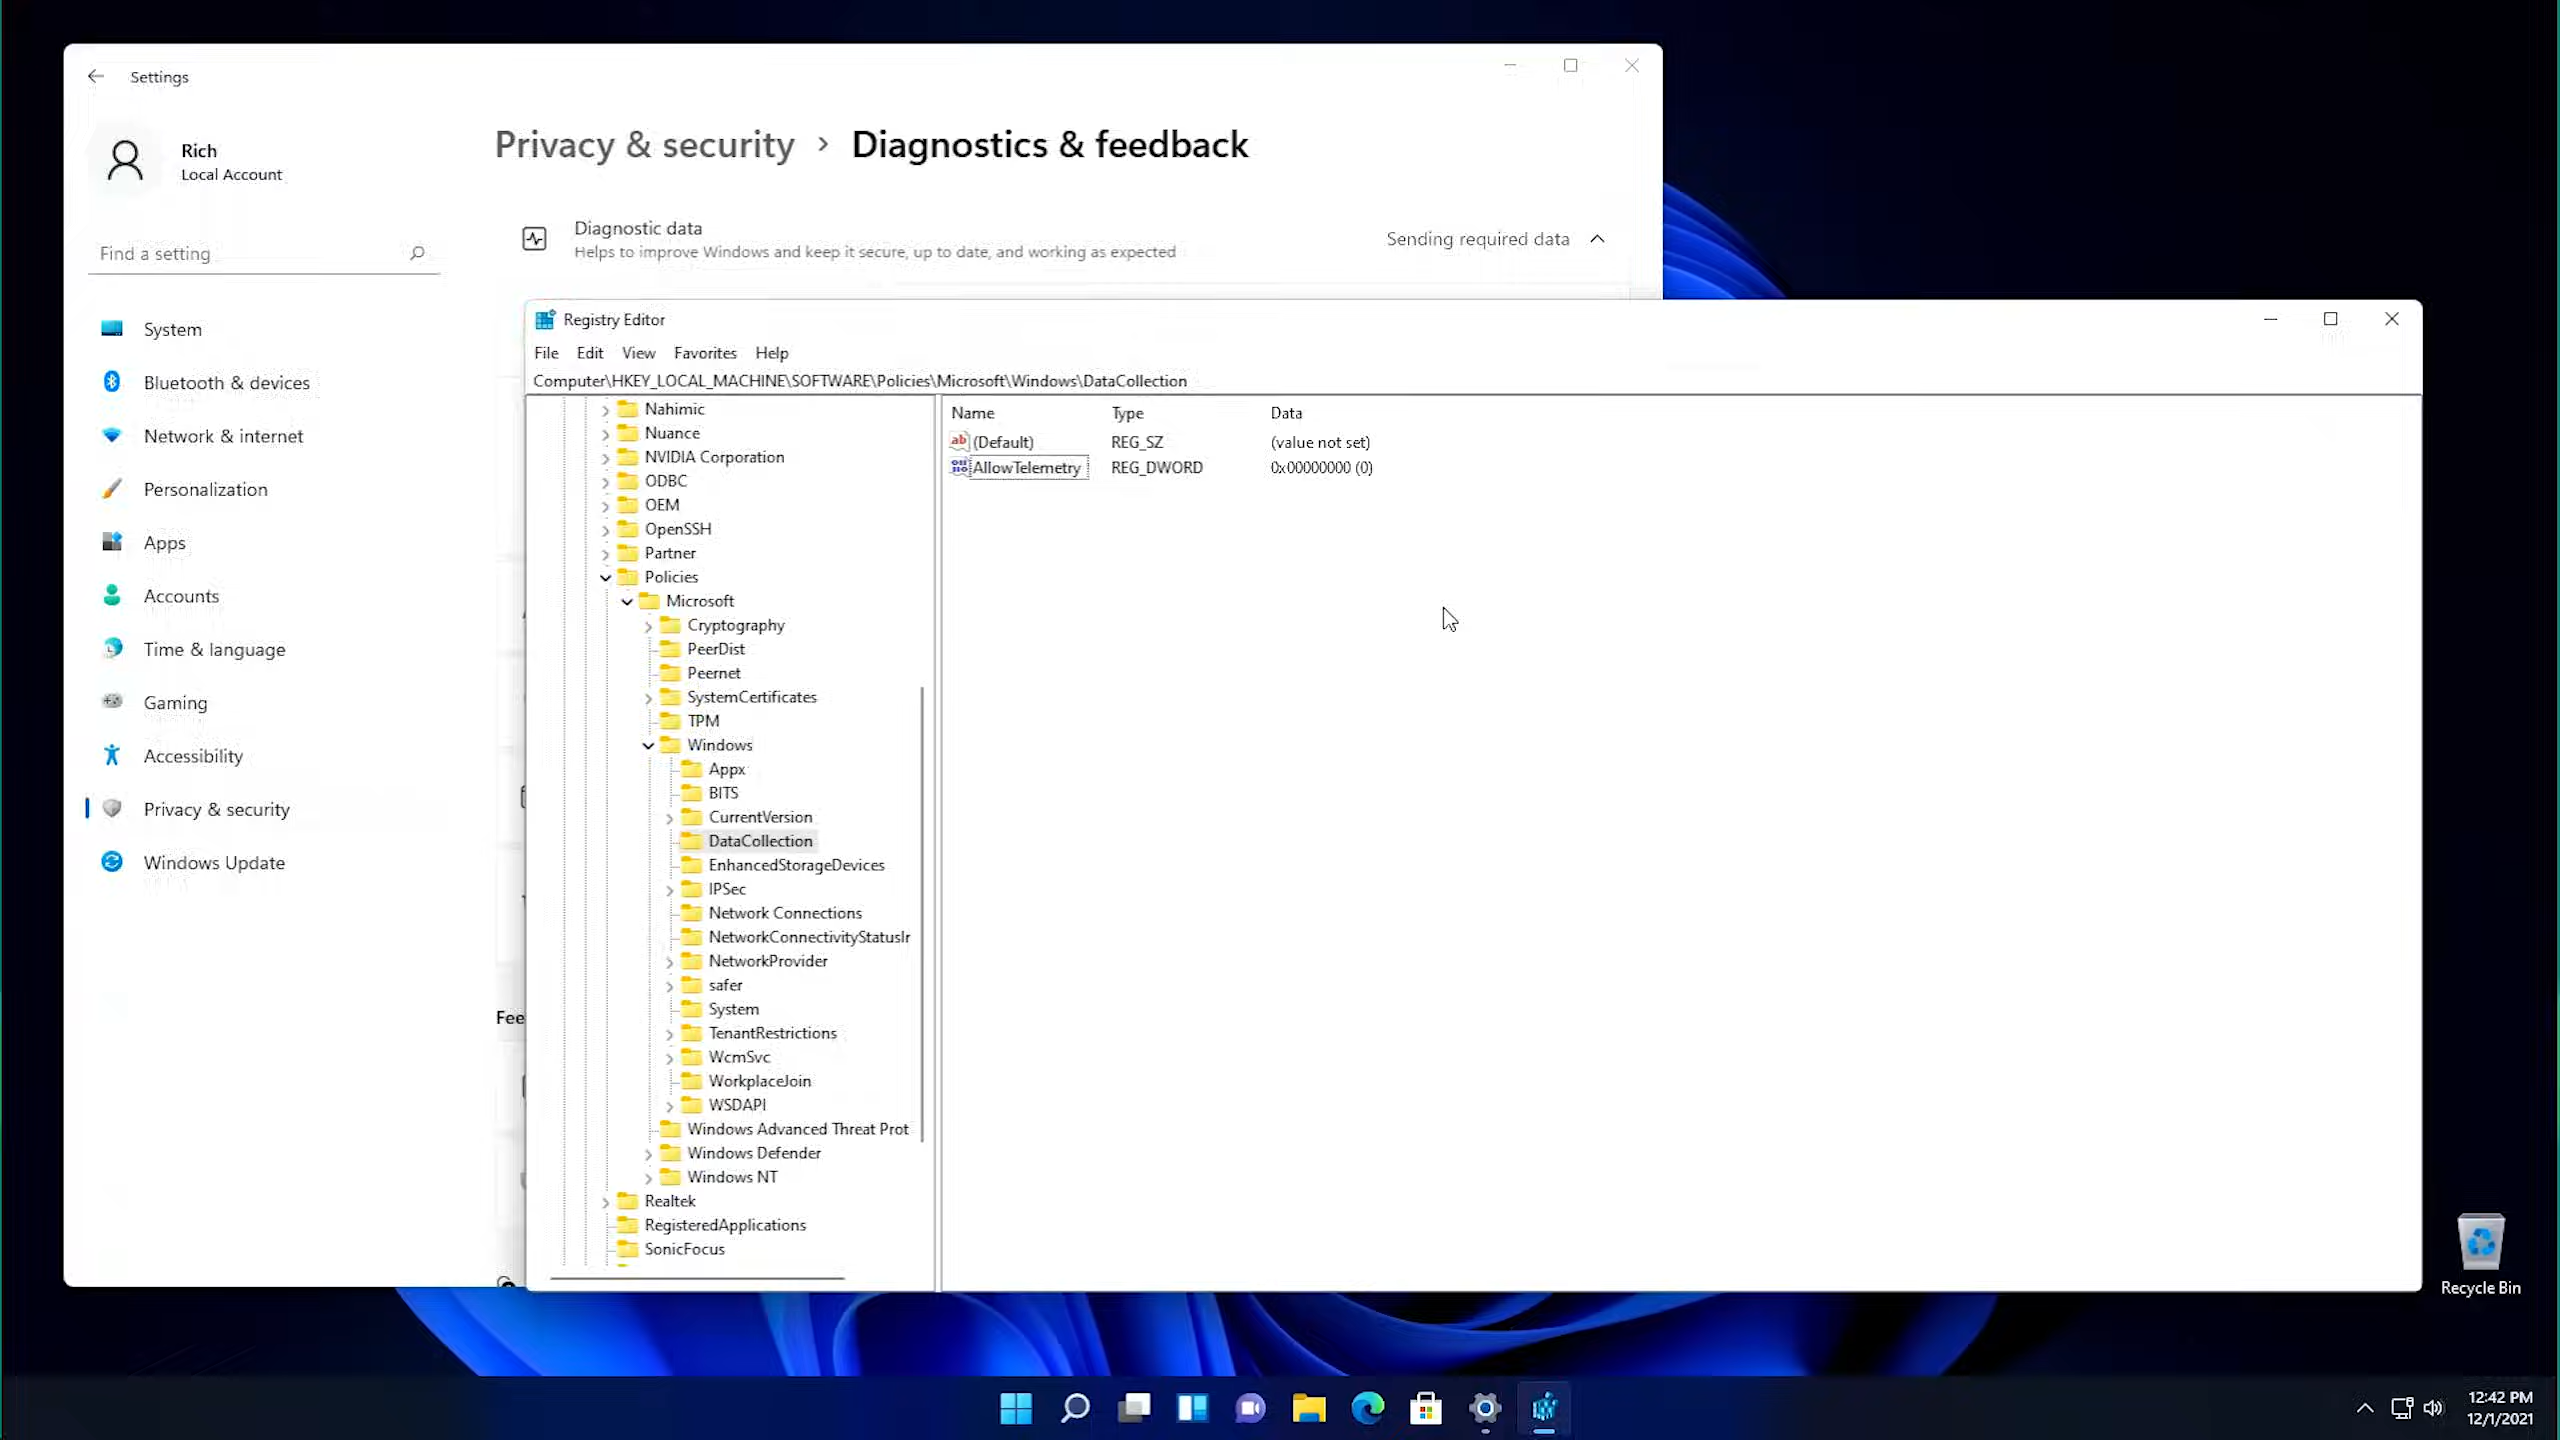 Settings
Rich
Local Account
Find a setting
System
Bluetooth & devices
Network & internet
Personalization
Apps
Accounts
Time & language
Gaming
Accessibility
Privacy & security
Windows Update
Privacy & security › Diagnostics & feedback
Diagnostic data
Helps to improve Windows and keep it secure, up to date, and working as expected
Sending required data
Fee
Registry Editor
File Edit View Favorites Help
Computer\HKEY_LOCAL_MACHINE\SOFTWARE\Policies\Microsoft\Windows\DataCollection
Nahimic
Nuance
NVIDIA Corporation
ODBC
OEM
OpenSSH
Partner
Policies
Microsoft
Cryptography
PeerDist
Peernet
SystemCertificates
TPM
Windows
Appx
BITS
CurrentVersion
DataCollection
EnhancedStorageDevices
IPSec
Network Connections
NetworkConnectivityStatusIr
NetworkProvider
safer
System
TenantRestrictions
WcmSvc
WorkplaceJoin
WSDAPI
Windows Advanced Threat Prot
Windows Defender
Windows NT
Realtek
RegisteredApplications
SonicFocus
Name Type Data
(Default) REG_SZ (value not set)
AllowTelemetry REG_DWORD 0x00000000 (0)
Recycle Bin
12:42 PM
12/1/2021